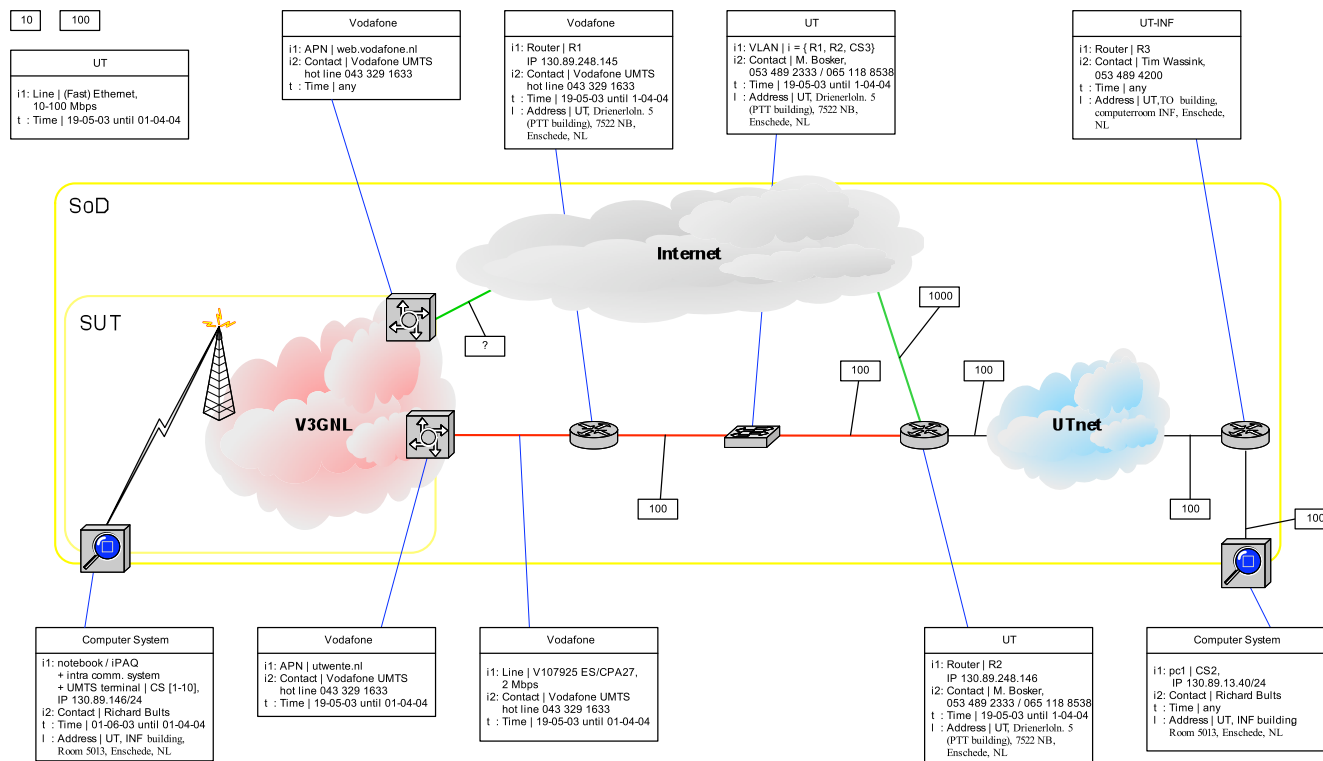 10
100
UT
i1: Line | (Fast) Ethernet,
10-100 Mbps
t : Time | 19-05-03 until 01-04-04
Vodafone
i1: APN | web.vodafone.nl
i2: Contact | Vodafone UMTS
hot line 043 329 1633
t : Time | any
Vodafone
i1: Router | R1
IP 130.89.248.145
i2: Contact | Vodafone UMTS
hot line 043 329 1633
t : Time | 19-05-03 until 1-04-04
l : Address | UT, Drienerloln. 5
(PTT building), 7522 NB,
Enschede, NL
UT
i1: VLAN | i = { R1, R2, CS3}
i2: Contact | M. Bosker,
053 489 2333 / 065 118 8538
t : Time | 19-05-03 until 1-04-04
l : Address | UT, Drienerloln. 5
(PTT building), 7522 NB,
Enschede, NL
UT-INF
i1: Router | R3
i2: Contact | Tim Wassink,
053 489 4200
t : Time | any
l : Address | UT,TO building,
computerroom INF, Enschede,
NL
SoD
SUT
Internet
?
1000
100
100
V3GNL
UTnet
100
100
100
Computer System
i1: notebook / iPAQ
+ intra comm. system
+ UMTS terminal | CS [1-10],
IP 130.89.146/24
i2: Contact | Richard Bults
t : Time | 01-06-03 until 01-04-04
l : Address | UT, INF building,
Room 5013, Enschede, NL
Vodafone
i1: APN | utwente.nl
i2: Contact | Vodafone UMTS
hot line 043 329 1633
t : Time | 19-05-03 until 01-04-04
Vodafone
i1: Line | V107925 ES/CPA27,
2 Mbps
i2: Contact | Vodafone UMTS
hot line 043 329 1633
t : Time | 19-05-03 until 01-04-04
UT
i1: Router | R2
IP 130.89.248.146
i2: Contact | M. Bosker,
053 489 2333 / 065 118 8538
t : Time | 19-05-03 until 1-04-04
l : Address | UT, Drienerloln. 5
(PTT building), 7522 NB,
Enschede, NL
Computer System
i1: pc1 | CS2,
IP 130.89.13.40/24
i2: Contact | Richard Bults
t : Time | any
l : Address | UT, INF building
Room 5013, Enschede, NL